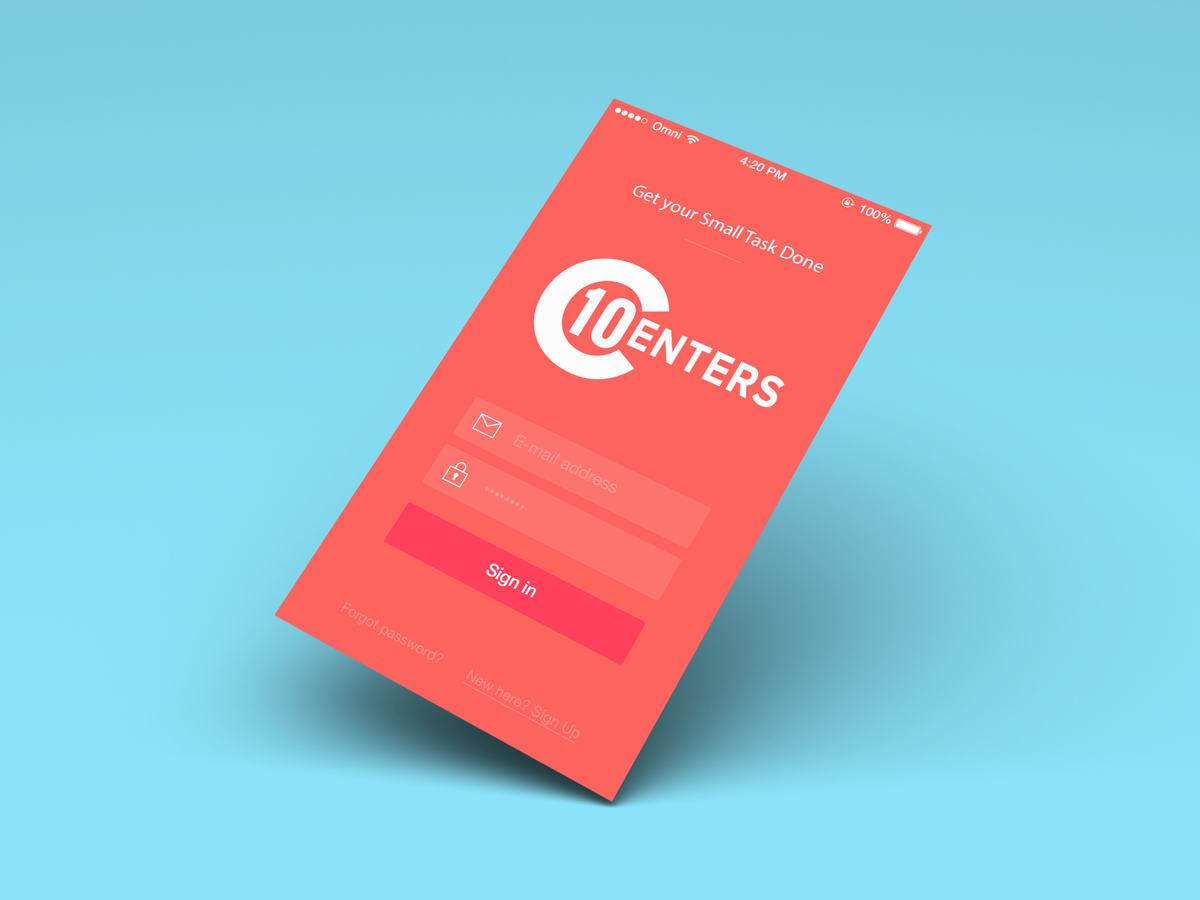 Omni
4:20 PM
100%
Get your Small Task Done
C10ENTERS
E-mail address
••••••••
Sign in
Forgot password?
New here? Sign Up